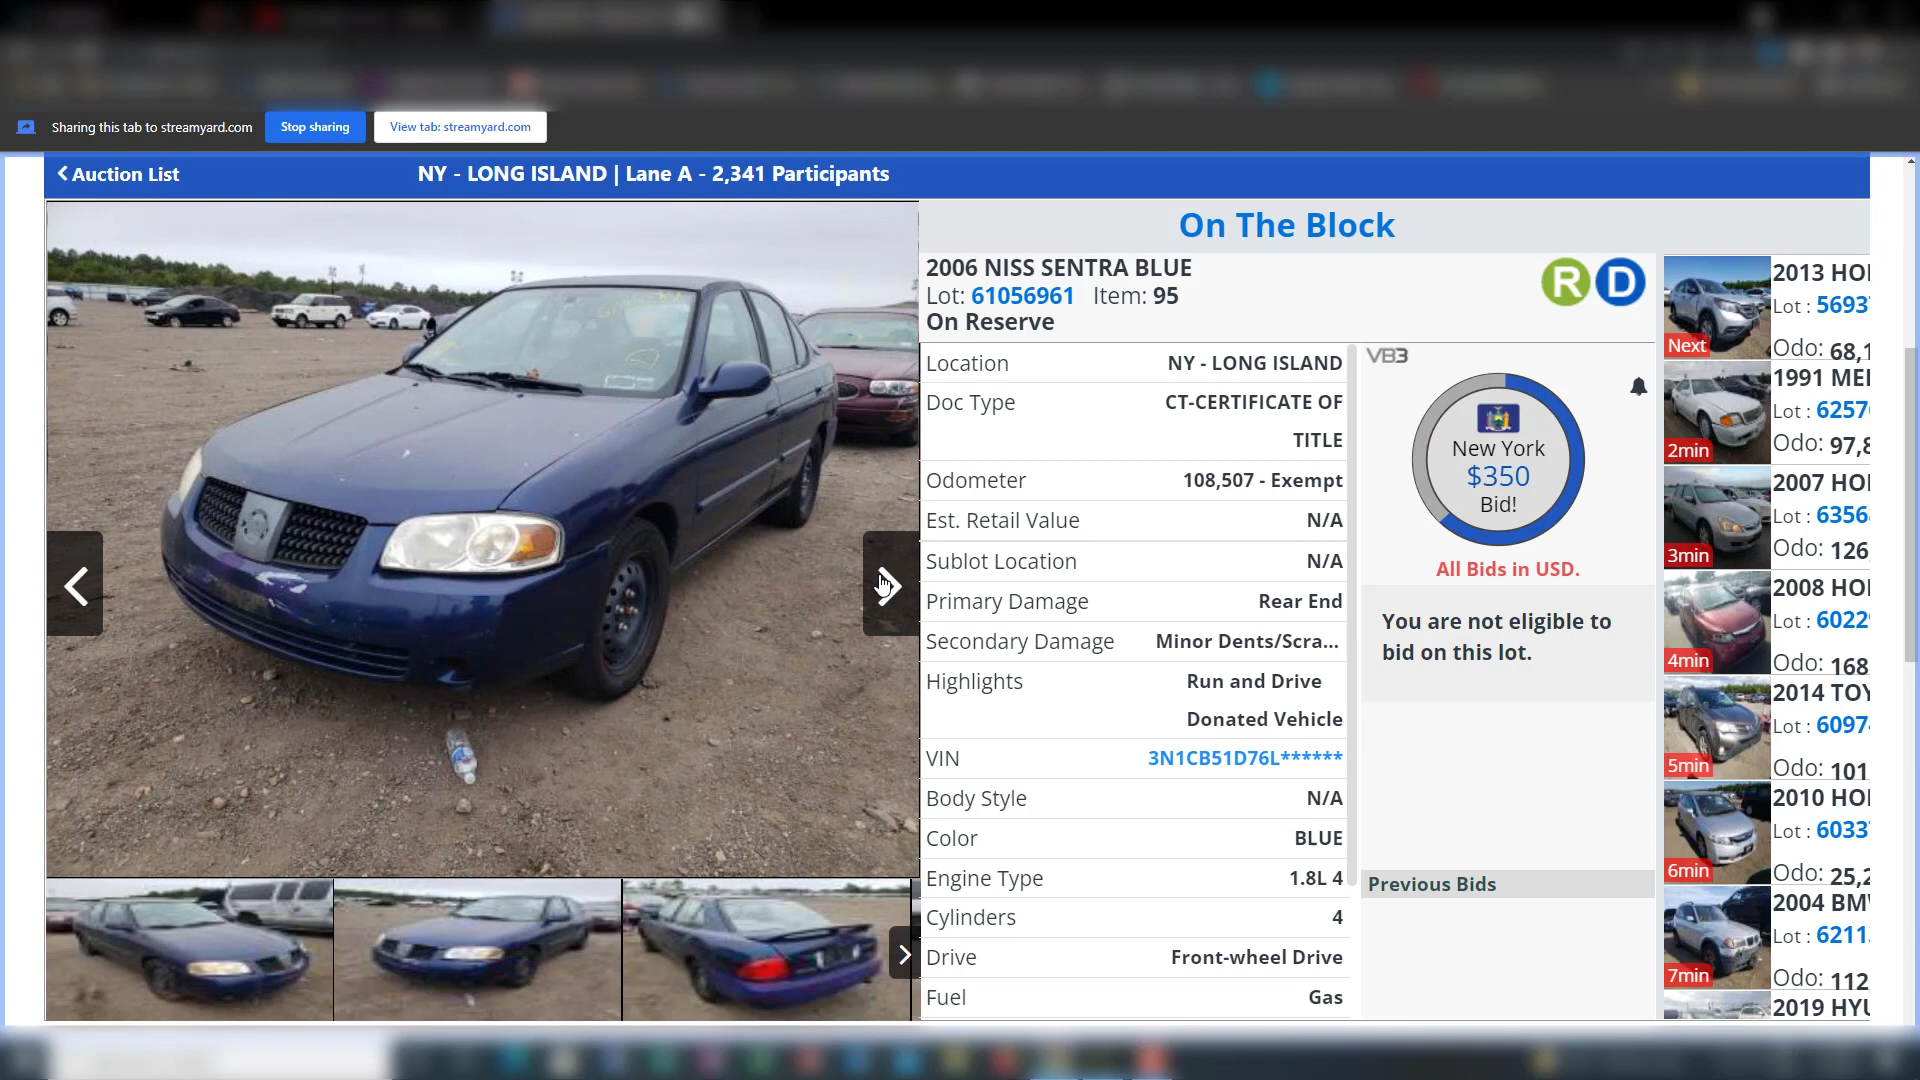 Sharing this tab to streamyard.com
Stop sharing
View tab: streamyard.com
Auction List
NY - LONG ISLAND | Lane A - 2,341 Participants
On The Block
2006 NISS SENTRA BLUE
Lot: 61056961 Item: 95
On Reserve
R D
Location NY - LONG ISLAND
Doc Type CT-CERTIFICATE OF
TITLE
Odometer 108,507 - Exempt
Est. Retail Value N/A
Sublot Location N/A
Primary Damage Rear End
Secondary Damage Minor Dents/Scra...
Highlights Run and Drive
Donated Vehicle
VIN 3N1CB51D76L******
Body Style N/A
Color BLUE
Engine Type 1.8L 4
Cylinders 4
Drive Front-wheel Drive
Fuel Gas
VB3
New York
$350
Bid!
All Bids in USD.
You are not eligible to
bid on this lot.
Previous Bids
2013 HO
Lot : 5693
Odo: 68,1
Next
1991 ME
Lot : 6257
Odo: 97,8
2min
2007 HO
Lot : 6356
Odo: 126,
3min
2008 HO
Lot : 6022
Odo: 168
4min
2014 TOY
Lot : 6097
Odo: 101
5min
2010 HO
Lot : 6033
Odo: 25,2
6min
2004 BM
Lot : 6211
Odo: 112
7min
2019 HYU